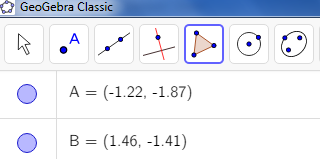 GeoGebra Classic
A
A = (-1.22, -1.87)
B = (1.46, -1.41)